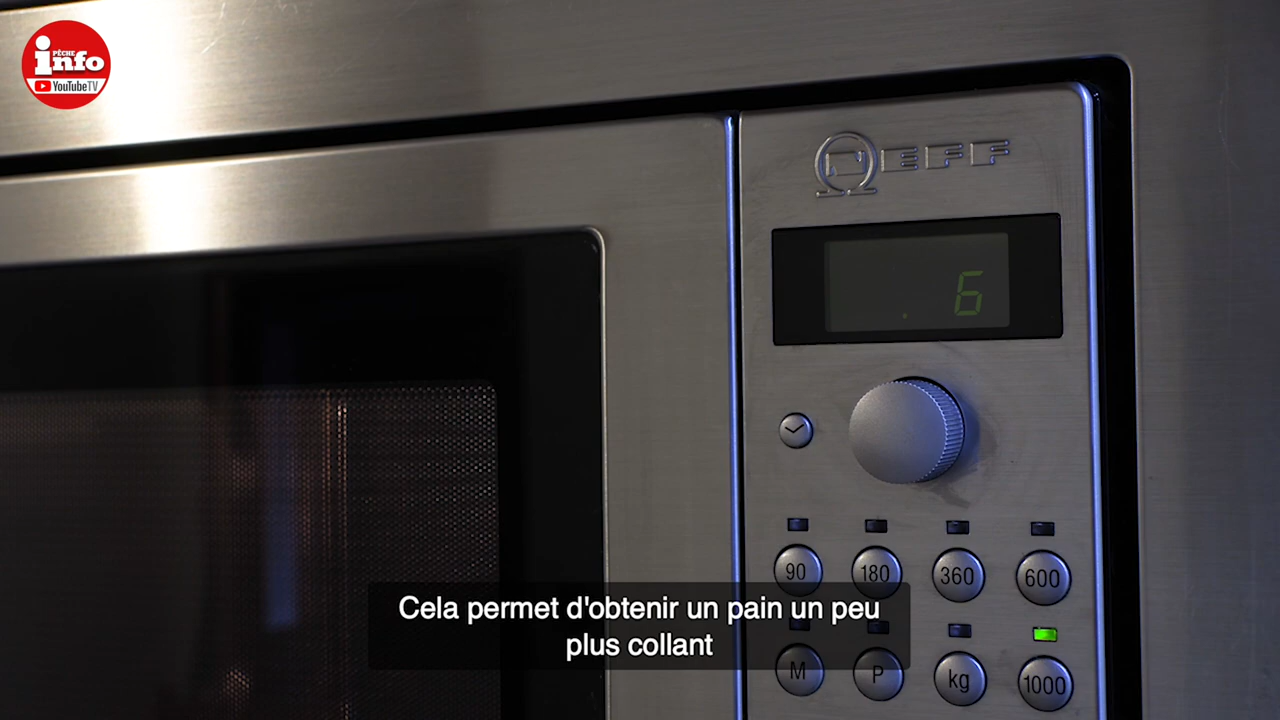 PÊCHE
info
YouTubeTV
NEFF
6
90
180
360
600
Cela permet d'obtenir un pain un peu
plus collant
M
P
kg
1000